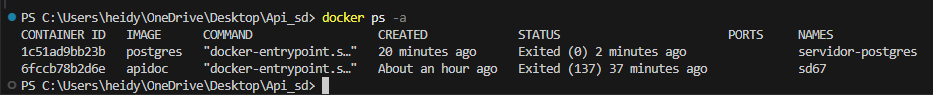 PS C:\Users\heidy\OneDrive\Desktop\Api_sd> docker ps -a
CONTAINER ID   IMAGE      COMMAND                  CREATED             STATUS                        PORTS     NAMES
1c51ad9bb23b   postgres   "docker-entrypoint.s…"   20 minutes ago      Exited (0) 2 minutes ago                servidor-postgres
6fccb78b2d6e   apidoc     "docker-entrypoint.s…"   About an hour ago   Exited (137) 37 minutes ago             sd67
PS C:\Users\heidy\OneDrive\Desktop\Api_sd>